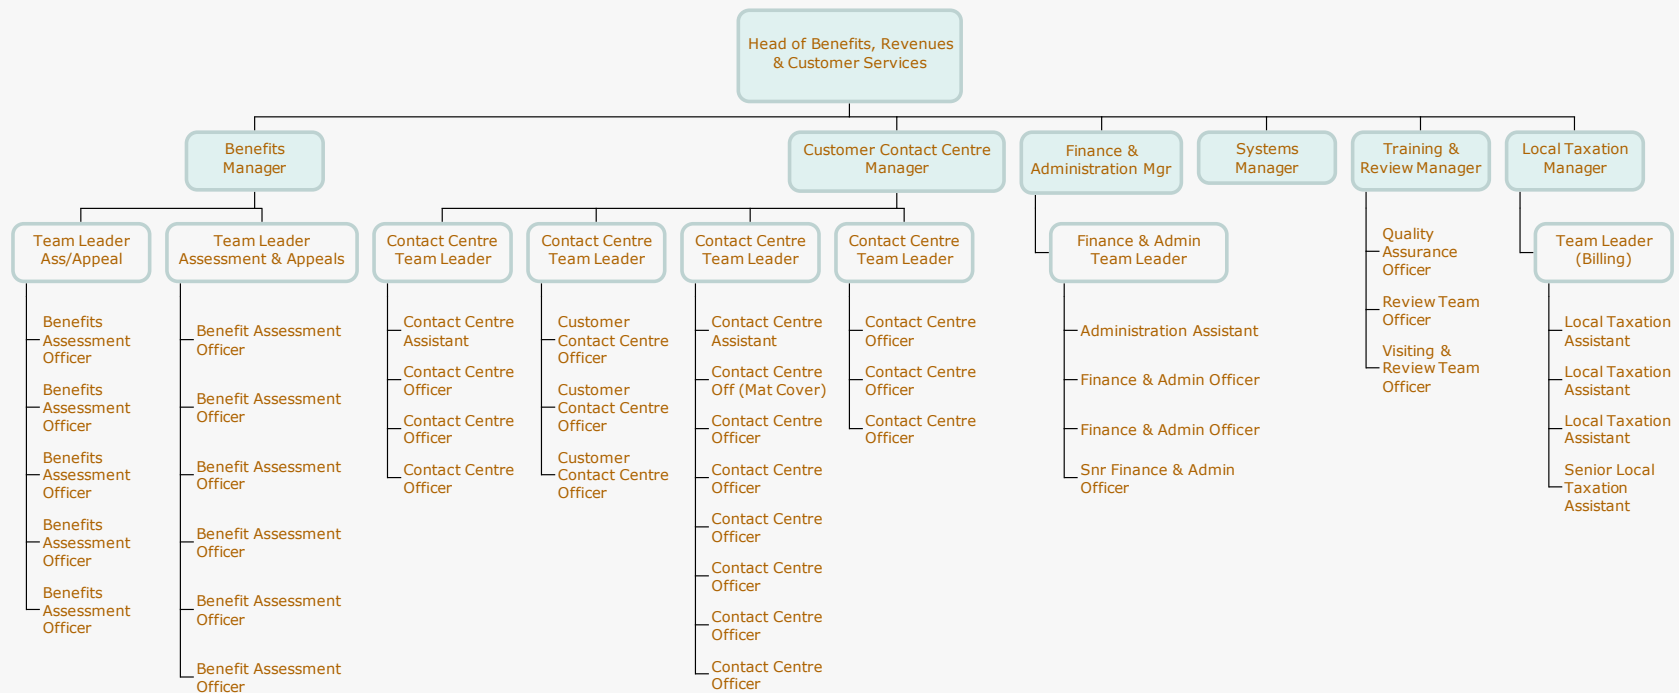 Head of Benefits, Revenues
& Customer Services
Benefits
Manager
Customer Contact Centre
Manager
Finance &
Administration Mgr
Systems
Manager
Training &
Review Manager
Local Taxation
Manager
Team Leader
Ass/Appeal
Team Leader
Assessment & Appeals
Contact Centre
Team Leader
Contact Centre
Team Leader
Contact Centre
Team Leader
Contact Centre
Team Leader
Finance & Admin
Team Leader
Team Leader
(Billing)
Benefits
Assessment
Officer
Benefits
Assessment
Officer
Benefits
Assessment
Officer
Benefits
Assessment
Officer
Benefits
Assessment
Officer
Benefit Assessment
Officer
Benefit Assessment
Officer
Benefit Assessment
Officer
Benefit Assessment
Officer
Benefit Assessment
Officer
Benefit Assessment
Officer
Contact Centre
Assistant
Contact Centre
Officer
Contact Centre
Officer
Contact Centre
Officer
Customer
Contact Centre
Officer
Customer
Contact Centre
Officer
Customer
Contact Centre
Officer
Contact Centre
Assistant
Contact Centre
Off (Mat Cover)
Contact Centre
Officer
Contact Centre
Officer
Contact Centre
Officer
Contact Centre
Officer
Contact Centre
Officer
Contact Centre
Officer
Contact Centre
Officer
Contact Centre
Officer
Contact Centre
Officer
Administration Assistant
Finance & Admin Officer
Finance & Admin Officer
Snr Finance & Admin
Officer
Quality
Assurance
Officer
Review Team
Officer
Visiting &
Review Team
Officer
Local Taxation
Assistant
Local Taxation
Assistant
Local Taxation
Assistant
Senior Local
Taxation
Assistant